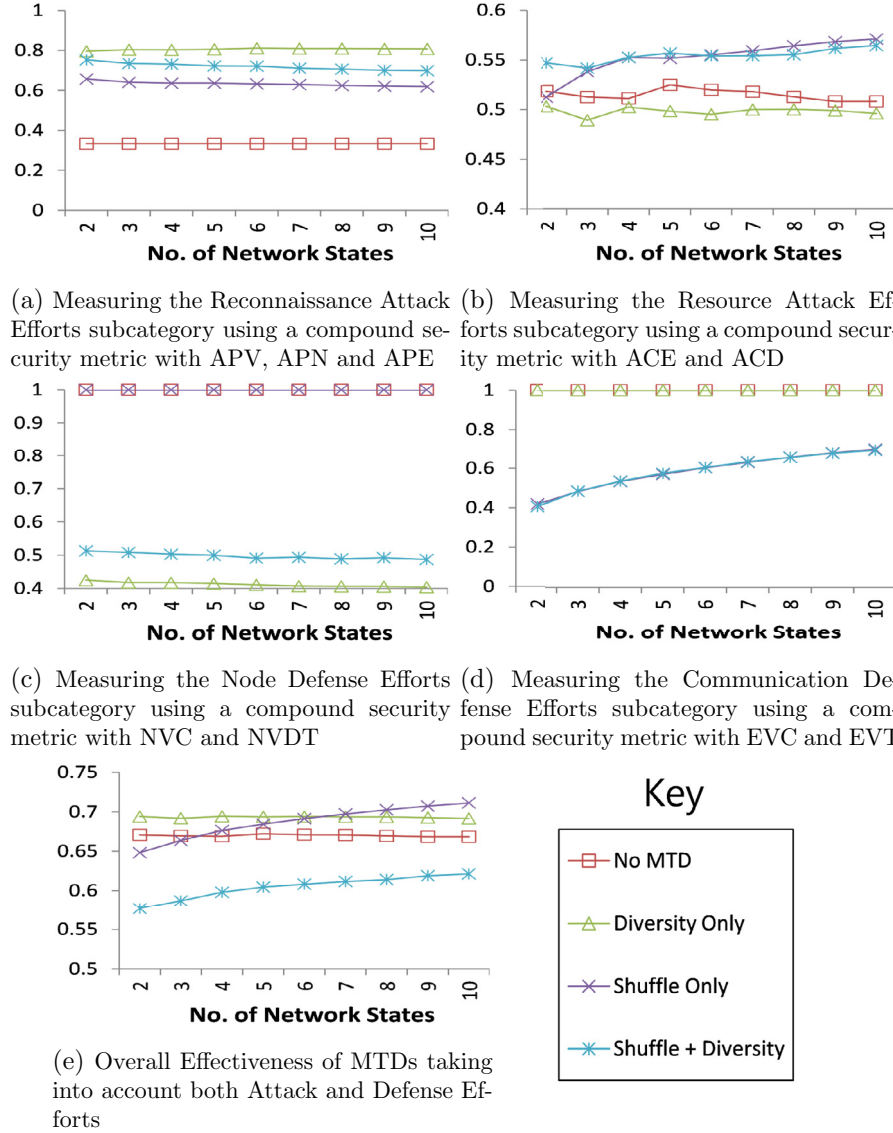 1
0.8
0.6
0.4
0.2
0
2 3 4 5 6 7 8 9 10
No. of Network States
(a) Measuring the Reconnaissance Attack
Efforts subcategory using a compound se-
curity metric with APV, APN and APE
0.6
0.55
0.5
0.45
0.4
2 3 4 5 6 7 8 9 10
No. of Network States
(b) Measuring the Resource Attack Ef-
forts subcategory using a compound secur-
ity metric with ACE and ACD
1
0.9
0.8
0.7
0.6
0.5
0.4
2 3 4 5 6 7 8 9 10
No. of Network States
(c) Measuring the Node Defense Efforts
subcategory using a compound security
metric with NVC and NVDT
1
0.8
0.6
0.4
0.2
0
2 3 4 5 6 7 8 9 10
No. of Network States
(d) Measuring the Communication De-
fense Efforts subcategory using a com-
pound security metric with EVC and EVT
0.75
0.7
0.65
0.6
0.55
0.5
2 3 4 5 6 7 8 9 10
No. of Network States
(e) Overall Effectiveness of MTDs taking
into account both Attack and Defense Ef-
forts
Key
No MTD
Diversity Only
Shuffle Only
Shuffle + Diversity